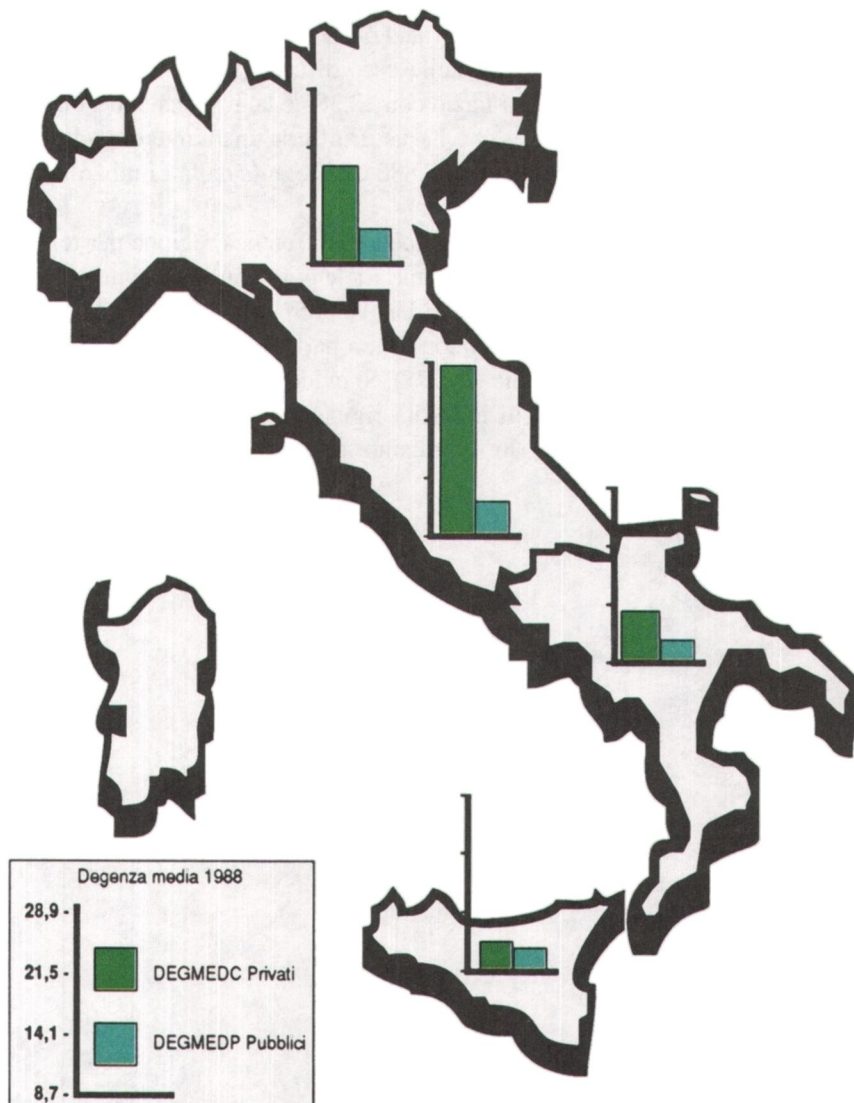 Degenza media 1988
28,9 -
21,5 -
DEGMEDC Privati
14,1 -
DEGMEDP Pubblici
8,7 -